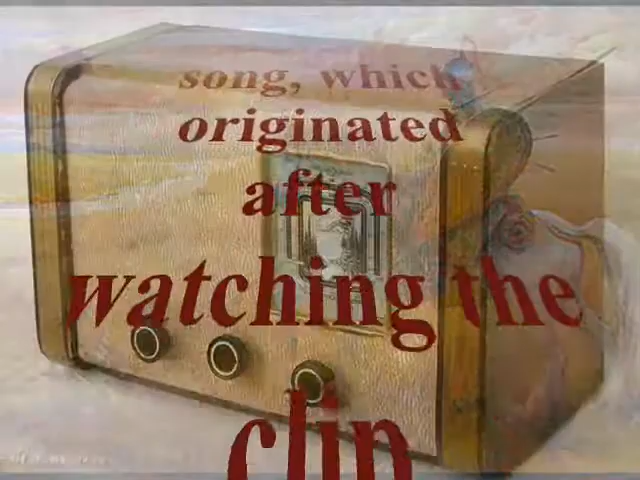 song, which
originated
after
watching the
clip